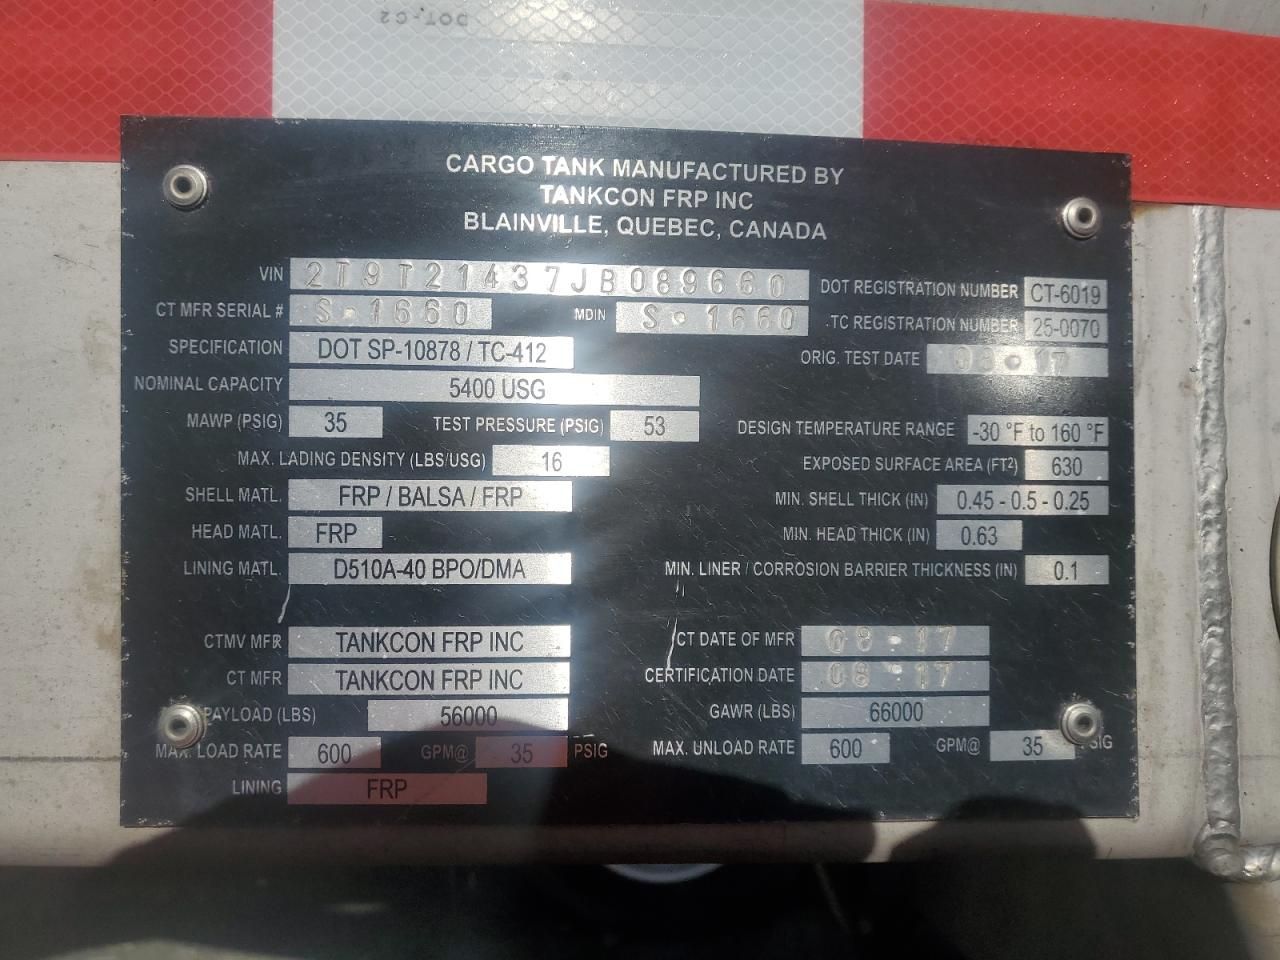 DOT-C2
CARGO TANK MANUFACTURED BY
TANKCON FRP INC
BLAINVILLE, QUEBEC, CANADA
VIN 2T9T21437JB089660 DOT REGISTRATION NUMBER CT-6019
CT MFR SERIAL # S•1660 MDIN S•1660 TC REGISTRATION NUMBER 25-0070
SPECIFICATION DOT SP-10878 / TC-412 ORIG. TEST DATE 08•17
NOMINAL CAPACITY 5400 USG
MAWP (PSIG) 35 TEST PRESSURE (PSIG) 53 DESIGN TEMPERATURE RANGE -30 °F to 160 °F
MAX. LADING DENSITY (LBS/USG) 16 EXPOSED SURFACE AREA (FT²) 630
SHELL MATL. FRP / BALSA / FRP MIN. SHELL THICK (IN) 0.45 - 0.5 - 0.25
HEAD MATL. FRP MIN. HEAD THICK (IN) 0.63
LINING MATL. D510A-40 BPO/DMA MIN. LINER / CORROSION BARRIER THICKNESS (IN) 0.1
CTMV MFR TANKCON FRP INC CT DATE OF MFR 08•17
CT MFR TANKCON FRP INC CERTIFICATION DATE 08•17
PAYLOAD (LBS) 56000 GAWR (LBS) 66000
MAX. LOAD RATE 600 GPM@ 35 PSIG MAX. UNLOAD RATE 600 GPM@ 35 PSIG
LINING FRP